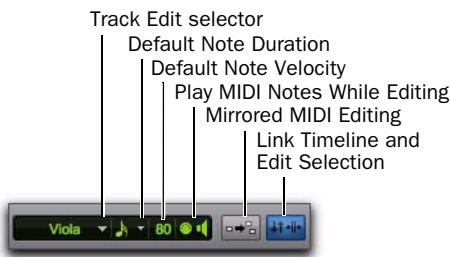 Track Edit selector
Default Note Duration
Default Note Velocity
Play MIDI Notes While Editing
Mirrored MIDI Editing
Link Timeline and
Edit Selection
Viola 80